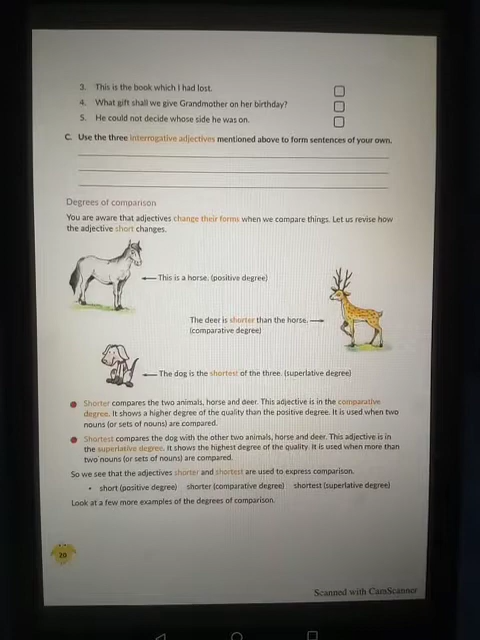 3. This is the book which I had lost.
4. What gift shall we give Grandmother on her birthday?
5. He could not decide whose side he was on.
C. Use the three interrogative adjectives mentioned above to form sentences of your own.
Degrees of comparison
You are aware that adjectives change their forms when we compare things. Let us revise how
the adjective short changes.
This is a horse. (positive degree)
The deer is shorter than the horse.
(comparative degree)
The dog is the shortest of the three. (superlative degree)
• Shorter compares the two animals, horse and deer. This adjective is in the comparative
degree. It shows a higher degree of the quality than the positive degree. It is used when two
nouns (or sets of nouns) are compared.
• Shortest compares the dog with the other two animals, horse and deer. This adjective is in
the superlative degree. It shows the highest degree of the quality. It is used when more than
two nouns (or sets of nouns) are compared.
So we see that the adjectives shorter and shortest are used to express comparison.
• short (positive degree) shorter (comparative degree) shortest (superlative degree)
Look at a few more examples of the degrees of comparison.
20
Scanned with CamScanner